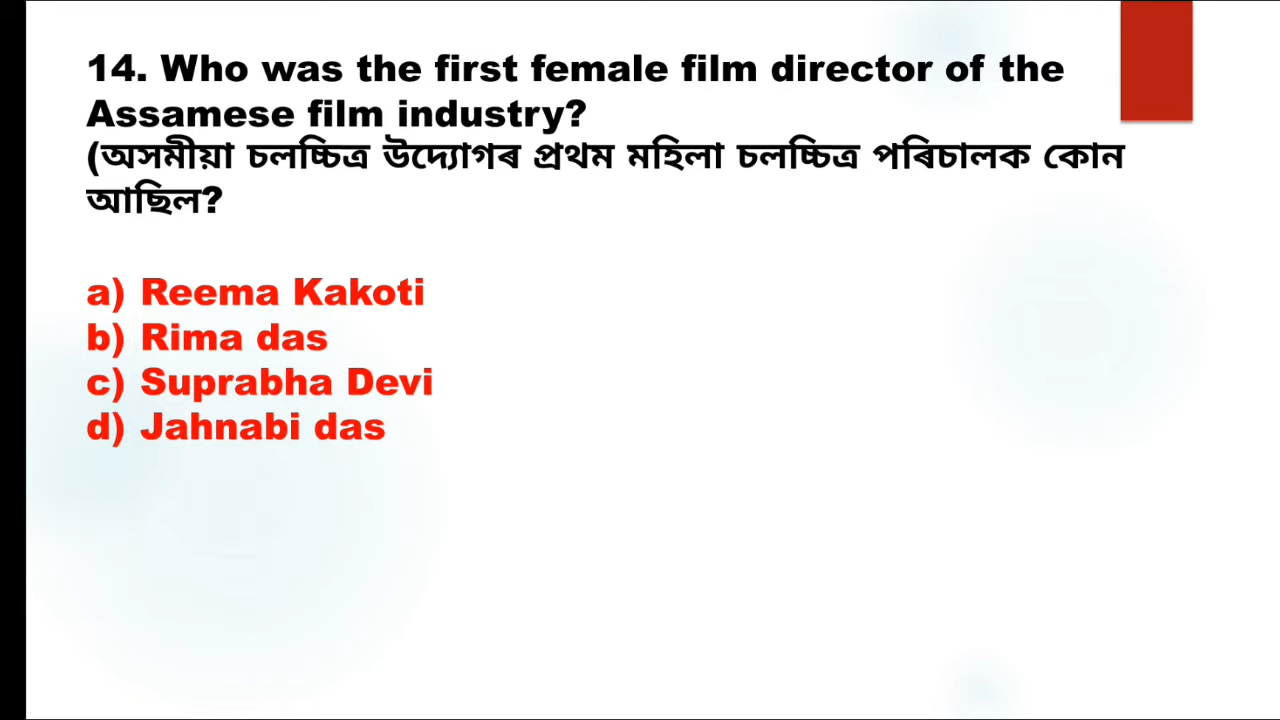 14. Who was the first female film director of the
Assamese film industry?
(অসমীয়া চলচ্চিত্ৰ উদ্যোগৰ প্ৰথম মহিলা চলচ্চিত্ৰ পৰিচালক কোন
আছিল?
a) Reema Kakoti
b) Rima das
c) Suprabha Devi
d) Jahnabi das